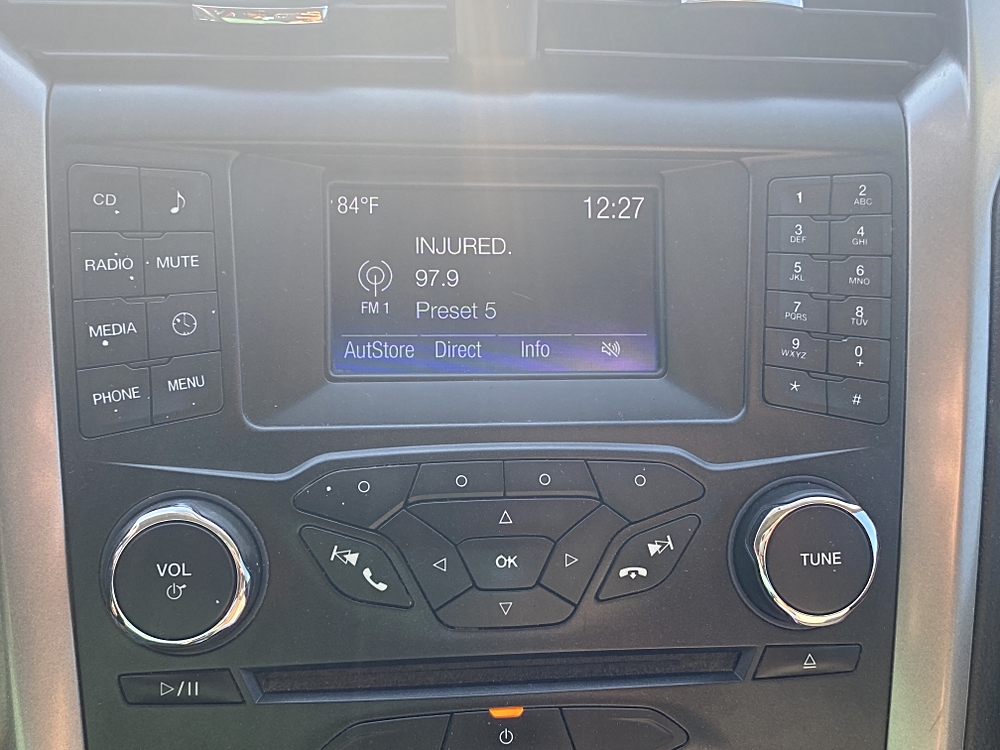 84°F 12:27
INJURED.
97.9
FM 1 Preset 5
AutStore Direct Info
CD
RADIO MUTE
MEDIA
PHONE MENU
1 2 ABC
3 DEF 4 GHI
5 JKL 6 MNO
7 PQRS 8 TUV
9 WXYZ 0 +
* #
OK
VOL
TUNE